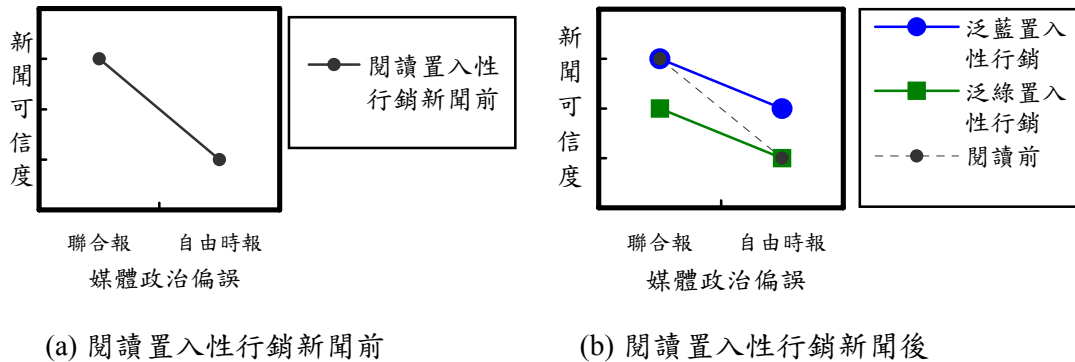 新聞可信度
閱讀置入性
行銷新聞前
聯合報 自由時報
媒體政治偏誤
(a) 閱讀置入性行銷新聞前
新聞可信度
泛藍置入
性行銷
泛綠置入
性行銷
閱讀前
聯合報 自由時報
媒體政治偏誤
(b) 閱讀置入性行銷新聞後